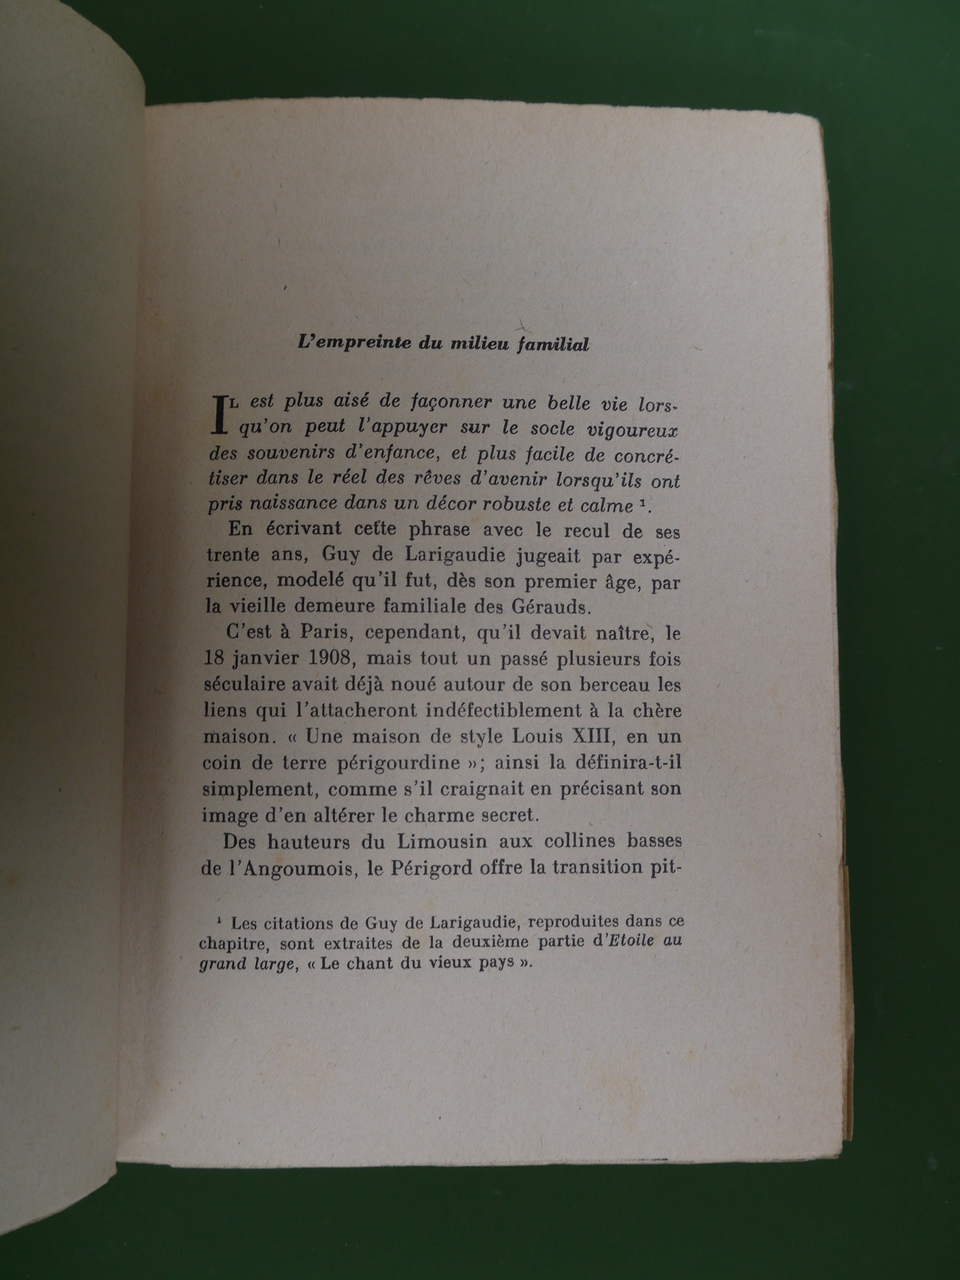 L'empreinte du milieu familial
IL est plus aisé de façonner une belle vie lors-
qu'on peut l'appuyer sur le socle vigoureux
des souvenirs d'enfance, et plus facile de concré-
tiser dans le réel des rêves d'avenir lorsqu'ils ont
pris naissance dans un décor robuste et calme ¹.
En écrivant cette phrase avec le recul de ses
trente ans, Guy de Larigaudie jugeait par expé-
rience, modelé qu'il fut, dès son premier âge, par
la vieille demeure familiale des Gérauds.
C'est à Paris, cependant, qu'il devait naître, le
18 janvier 1908, mais tout un passé plusieurs fois
séculaire avait déjà noué autour de son berceau les
liens qui l'attacheront indéfectiblement à la chère
maison. « Une maison de style Louis XIII, en un
coin de terre périgourdine »; ainsi la définira-t-il
simplement, comme s'il craignait en précisant son
image d'en altérer le charme secret.
Des hauteurs du Limousin aux collines basses
de l'Angoumois, le Périgord offre la transition pit-
¹ Les citations de Guy de Larigaudie, reproduites dans ce
chapitre, sont extraites de la deuxième partie d'Etoile au
grand large, « Le chant du vieux pays ».